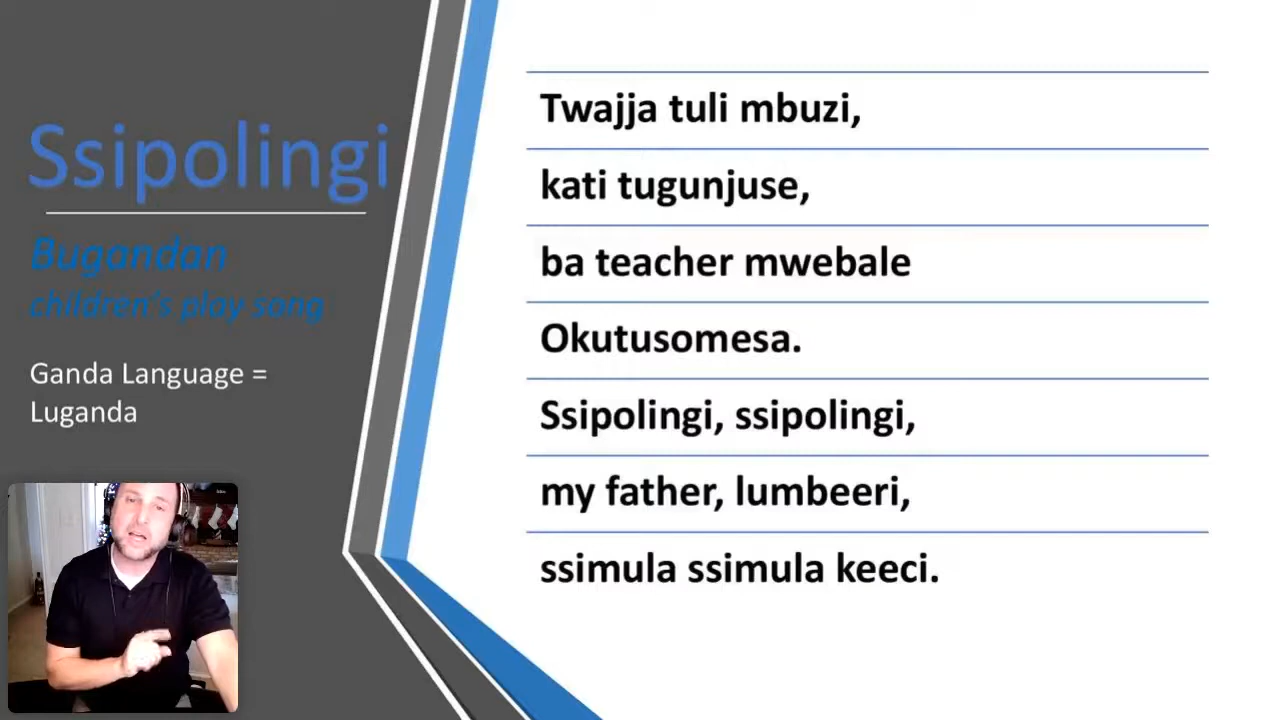 Ssipolingi
Bugandan
children's play song
Ganda Language =
Luganda
Twajja tuli mbuzi,
kati tugunjuse,
ba teacher mwebale
Okutusomesa.
Ssipolingi, ssipolingi,
my father, lumbeeri,
ssimula ssimula keeci.